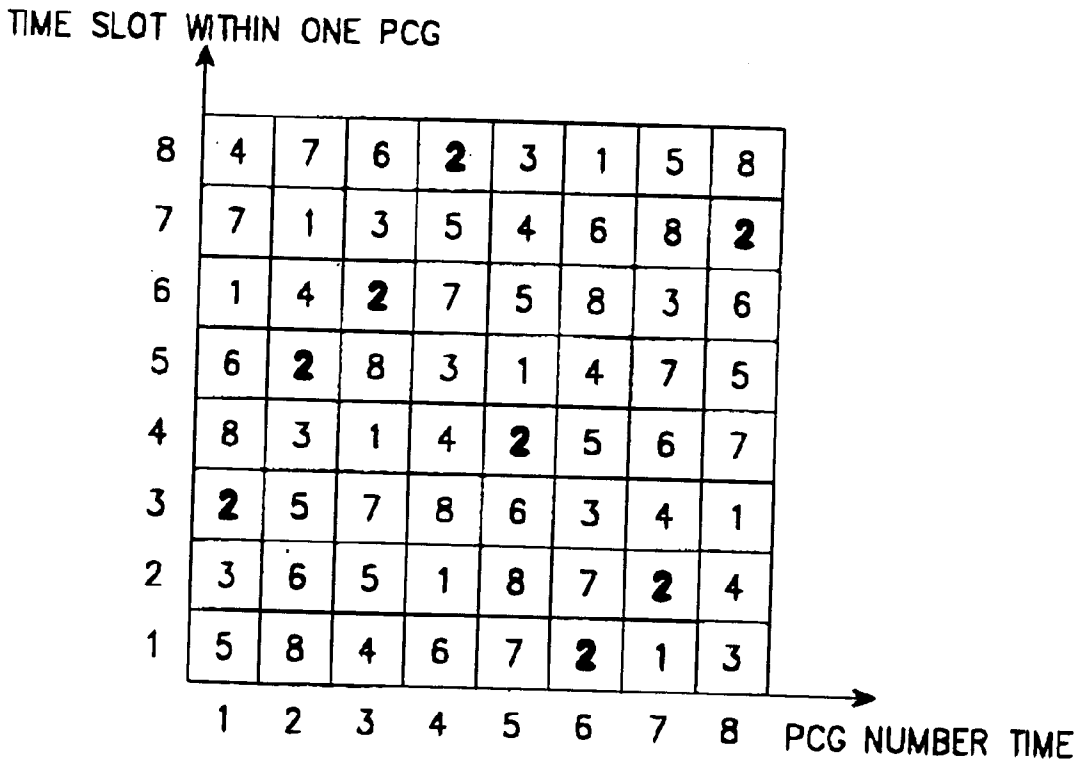 TIME SLOT WITHIN ONE PCG
8 4 7 6 2 3 1 5 8
7 7 1 3 5 4 6 8 2
6 1 4 2 7 5 8 3 6
5 6 2 8 3 1 4 7 5
4 8 3 1 4 2 5 6 7
3 2 5 7 8 6 3 4 1
2 3 6 5 1 8 7 2 4
1 5 8 4 6 7 2 1 3
1 2 3 4 5 6 7 8 PCG NUMBER TIME